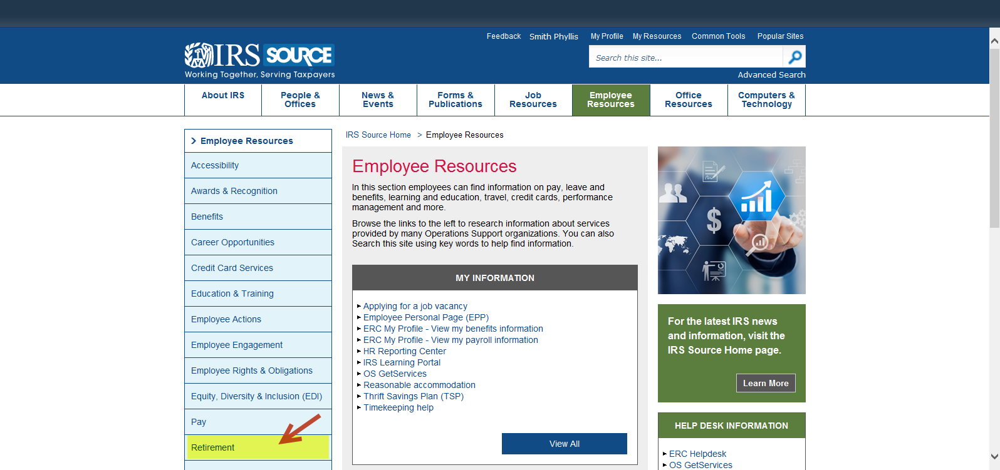 Feedback Smith Phyllis My Profile My Resources Common Tools Popular Sites
IRS SOURCE
Working Together, Serving Taxpayers
Search this site...
Advanced Search
About IRS
People &
Offices
News &
Events
Forms &
Publications
Job
Resources
Employee
Resources
Office
Resources
Computers &
Technology
Employee Resources
Accessibility
Awards & Recognition
Benefits
Career Opportunities
Credit Card Services
Education & Training
Employee Actions
Employee Engagement
Employee Rights & Obligations
Equity, Diversity & Inclusion (EDI)
Pay
Retirement
IRS Source Home > Employee Resources
Employee Resources
In this section employees can find information on pay, leave and
benefits, learning and education, travel, credit cards, performance
management and more.
Browse the links to the left to research information about services
provided by many Operations Support organizations. You can also
Search this site using key words to help find information.
MY INFORMATION
Applying for a job vacancy
Employee Personal Page (EPP)
ERC My Profile - View my benefits information
ERC My Profile - View my payroll information
HR Reporting Center
IRS Learning Portal
OS GetServices
Reasonable accommodation
Thrift Savings Plan (TSP)
Timekeeping help
View All
$
For the latest IRS news
and information, visit the
IRS Source Home page.
Learn More
HELP DESK INFORMATION
ERC Helpdesk
OS GetServices